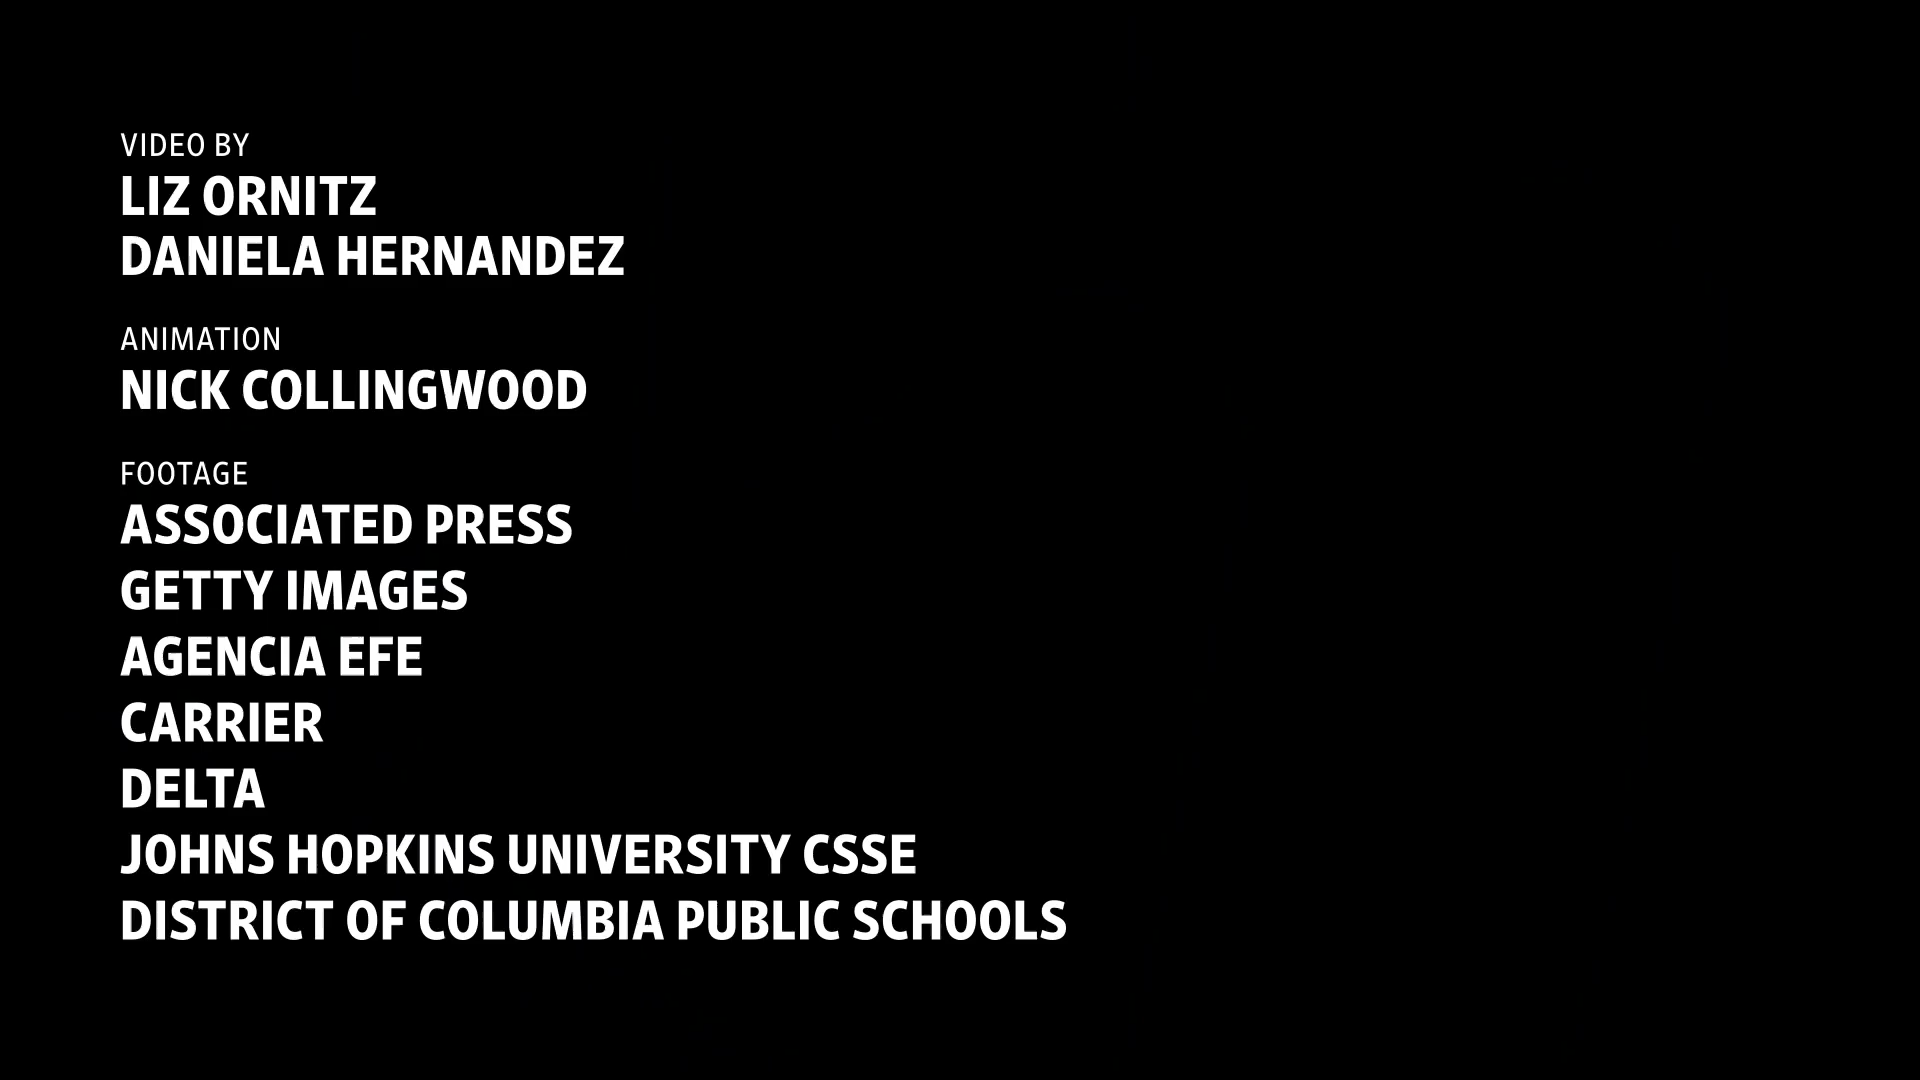 VIDEO BY
LIZ ORNITZ
DANIELA HERNANDEZ
ANIMATION
NICK COLLINGWOOD
FOOTAGE
ASSOCIATED PRESS
GETTY IMAGES
AGENCIA EFE
CARRIER
DELTA
JOHNS HOPKINS UNIVERSITY CSSE
DISTRICT OF COLUMBIA PUBLIC SCHOOLS